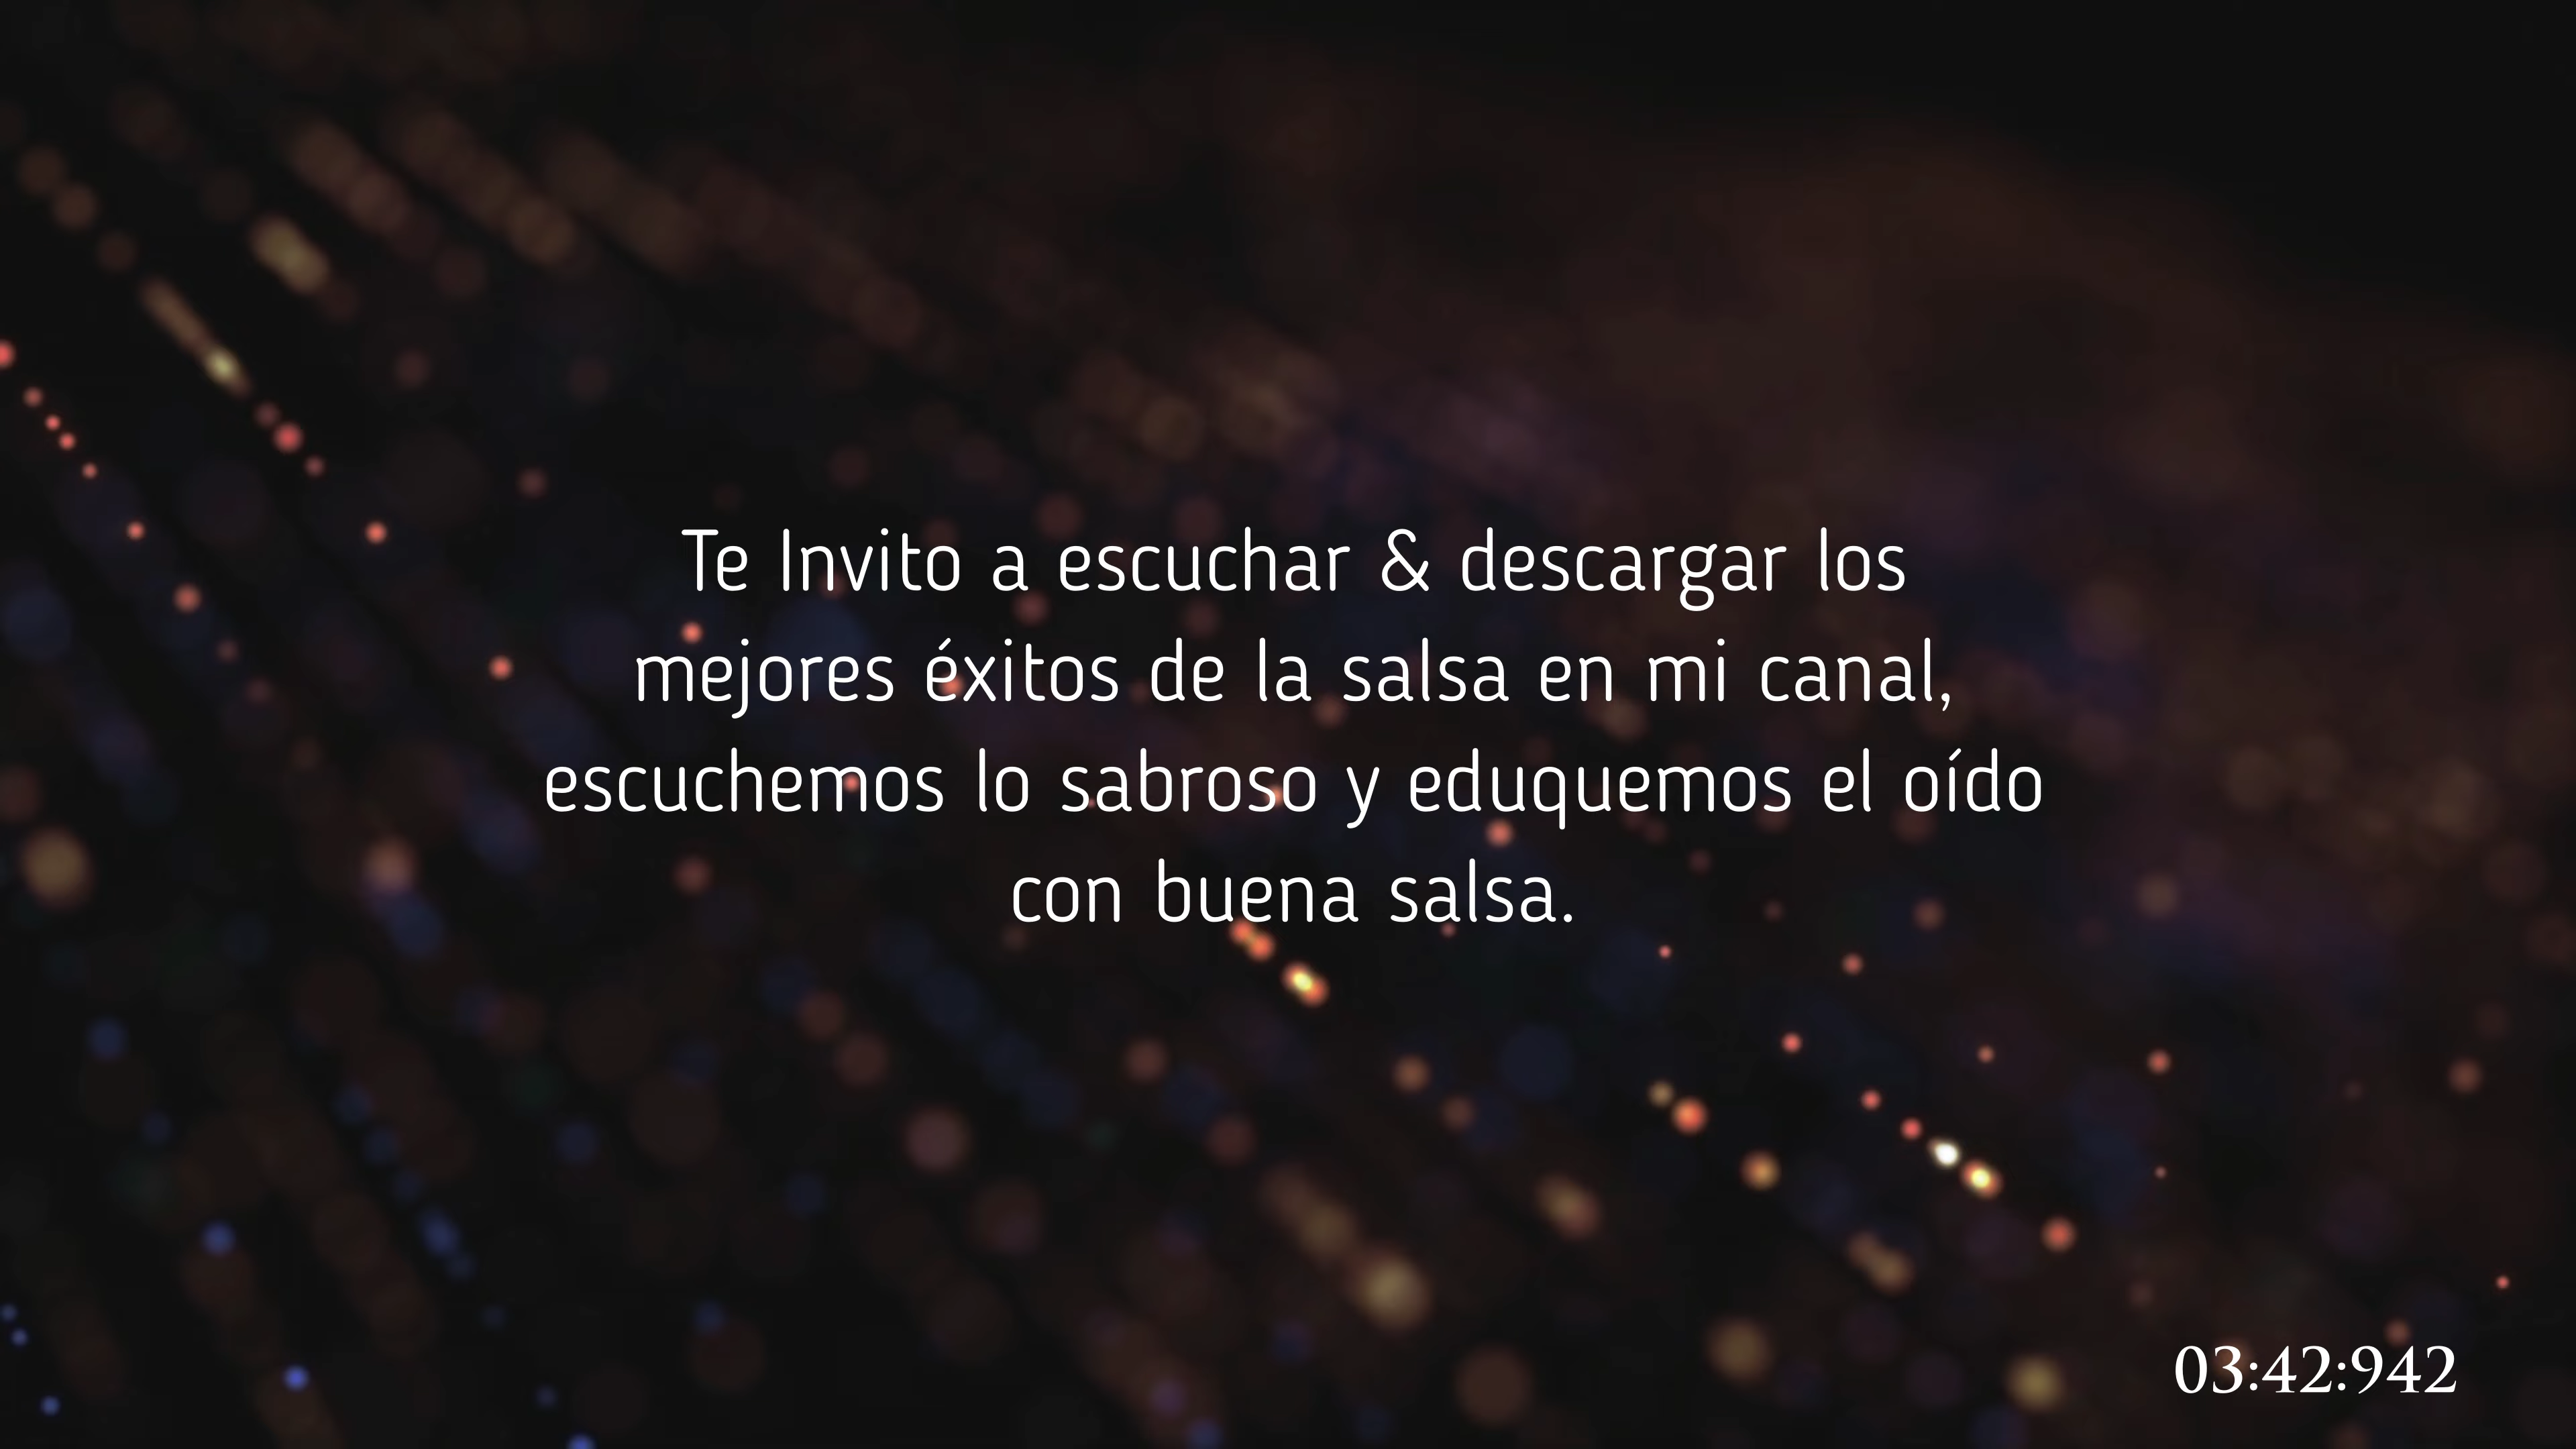 Te Invito a escuchar & descargar los
mejores éxitos de la salsa en mi canal,
escuchemos lo sabroso y eduquemos el oído
con buena salsa.
03:42:942